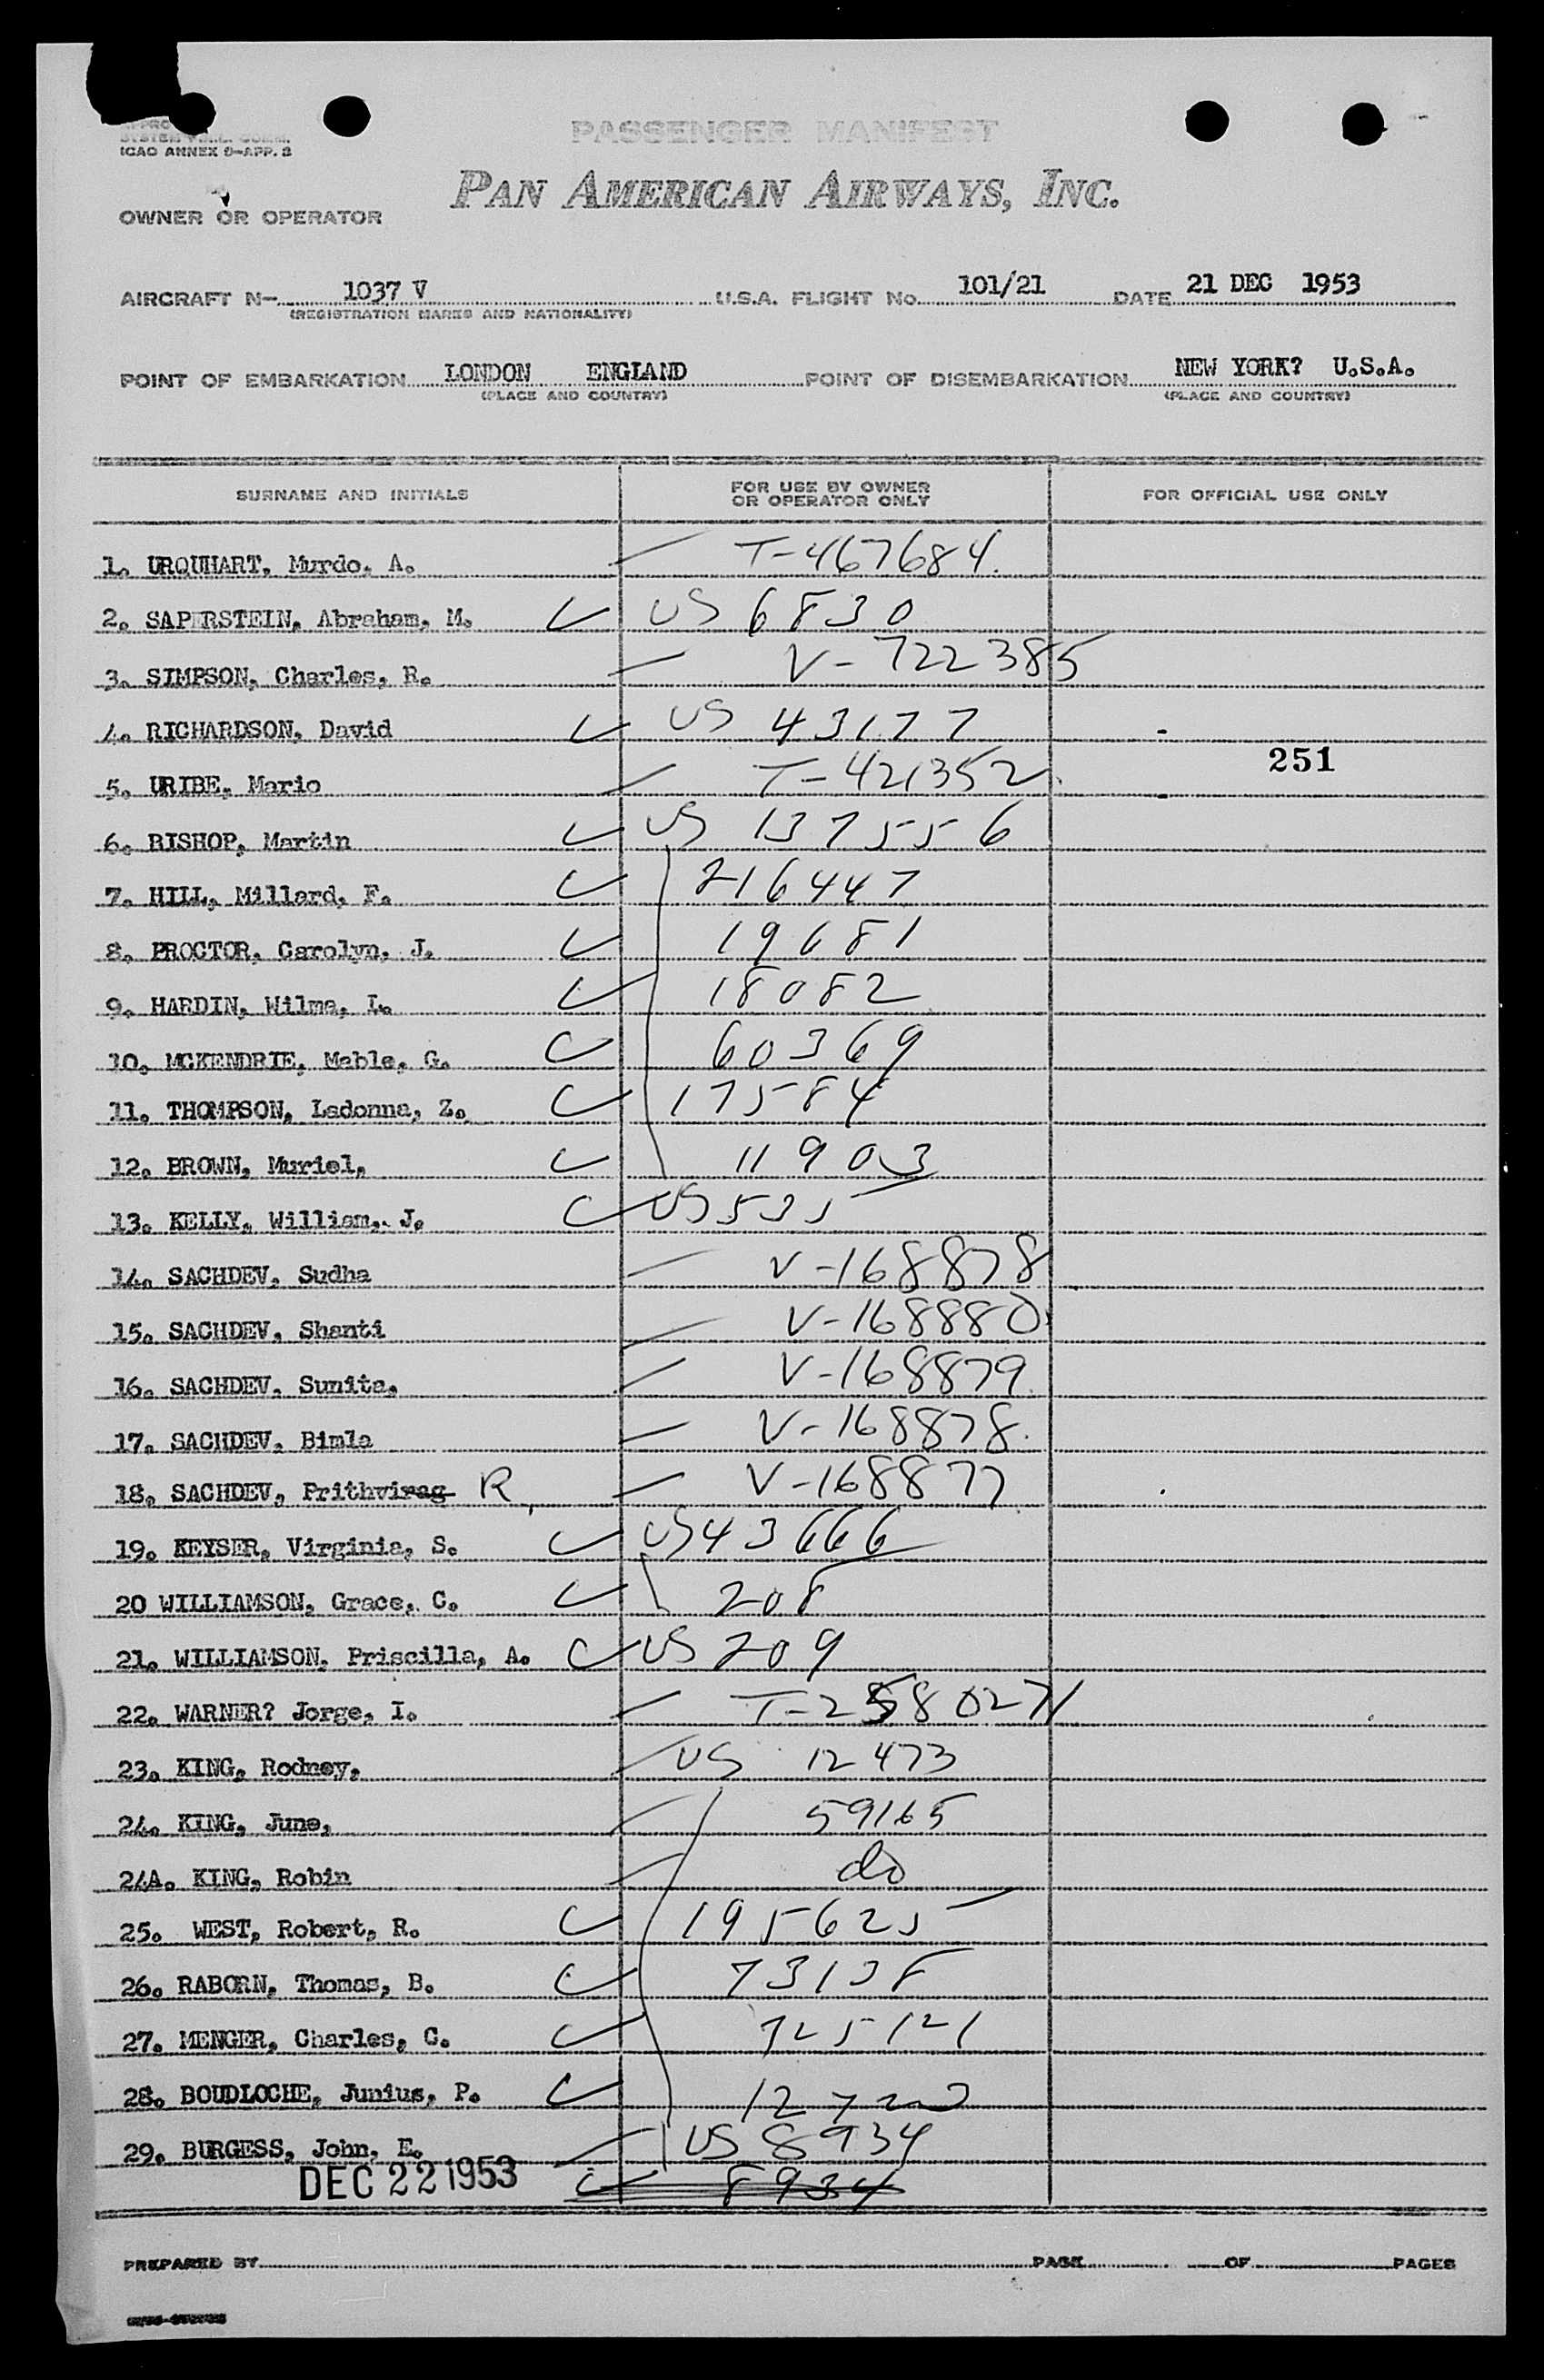 ICAO ANNEX 9-APP. 3
PASSENGER MANIFEST
PAN AMERICAN AIRWAYS, INC.
OWNER OR OPERATOR
AIRCRAFT N- 1037 V U.S.A. FLIGHT No. 101/21 DATE 21 DEC 1953
(REGISTRATION MARKS AND NATIONALITY)
POINT OF EMBARKATION LONDON ENGLAND POINT OF DISEMBARKATION NEW YORK? U.S.A.
(PLACE AND COUNTRY) (PLACE AND COUNTRY)
SURNAME AND INITIALS FOR USE BY OWNER OR OPERATOR ONLY FOR OFFICIAL USE ONLY
1. URQUHART, Murdo, A. T-467684.
2. SAPERSTEIN, Abraham, M. US 6830
3. SIMPSON, Charles, R. V-722385
4. RICHARDSON, David US 43177
251
5. URIBE, Mario T-421352
6. BISHOP, Martin US 137556
7. HILL, Millard, F. 216447
8. PROCTOR, Carolyn, J. 19681
9. HARDIN, Wilma, L. 18082
10. MCKENDRIE, Mable, G. 60369
11. THOMPSON, Ladonna, Z. 17584
12. BROWN, Muriel, 11903
13. KELLY, William, J. US 535
14. SACHDEV, Sudha V-168878
15. SACHDEV, Shanti V-168880
16. SACHDEV, Sunita, V-168879
17. SACHDEV, Bimla V-168878.
18. SACHDEV, Prithvirag R, V-168877
19. KEYSER, Virginia, S. US 43666
20 WILLIAMSON, Grace, C. 208
21. WILLIAMSON, Priscilla, A. US 209
22. WARNER? Jorge, I. T-2580271
23. KING, Rodney, US 12473
24. KING, June, 59165
24A. KING, Robin do
25. WEST, Robert, R. 195625
26. RABORN, Thomas, B. 73138
27. MENGER, Charles, C. 725121
28. BOUDLOCHE, Junius, P.
29. BURGESS, John, E. US 8934
DEC 22 1953 8934
PREPARED BY PAGE OF PAGES